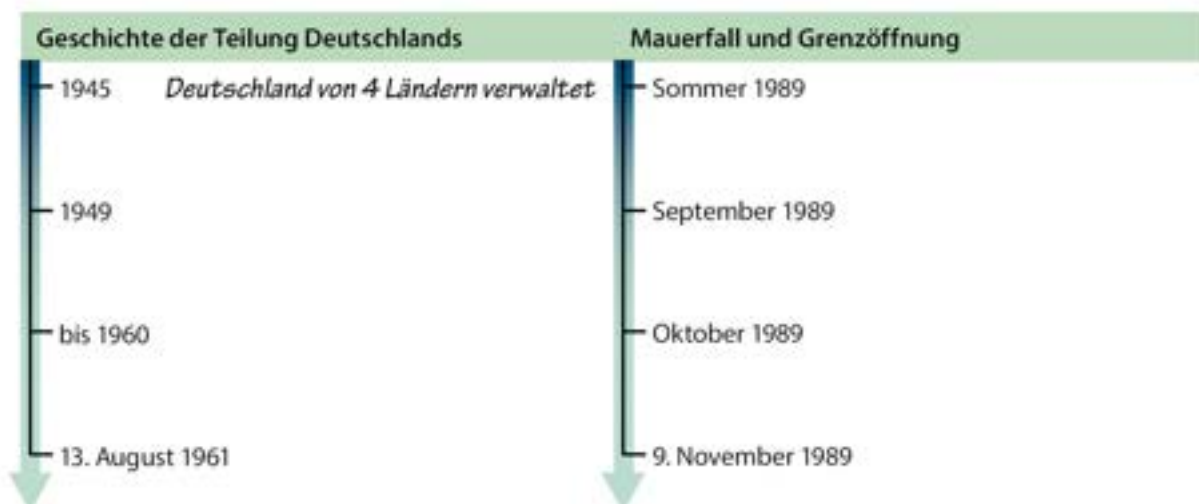 Geschichte der Teilung Deutschlands
1945 Deutschland von 4 Ländern verwaltet
1949
bis 1960
13. August 1961
Mauerfall und Grenzöffnung
Sommer 1989
September 1989
Oktober 1989
9. November 1989